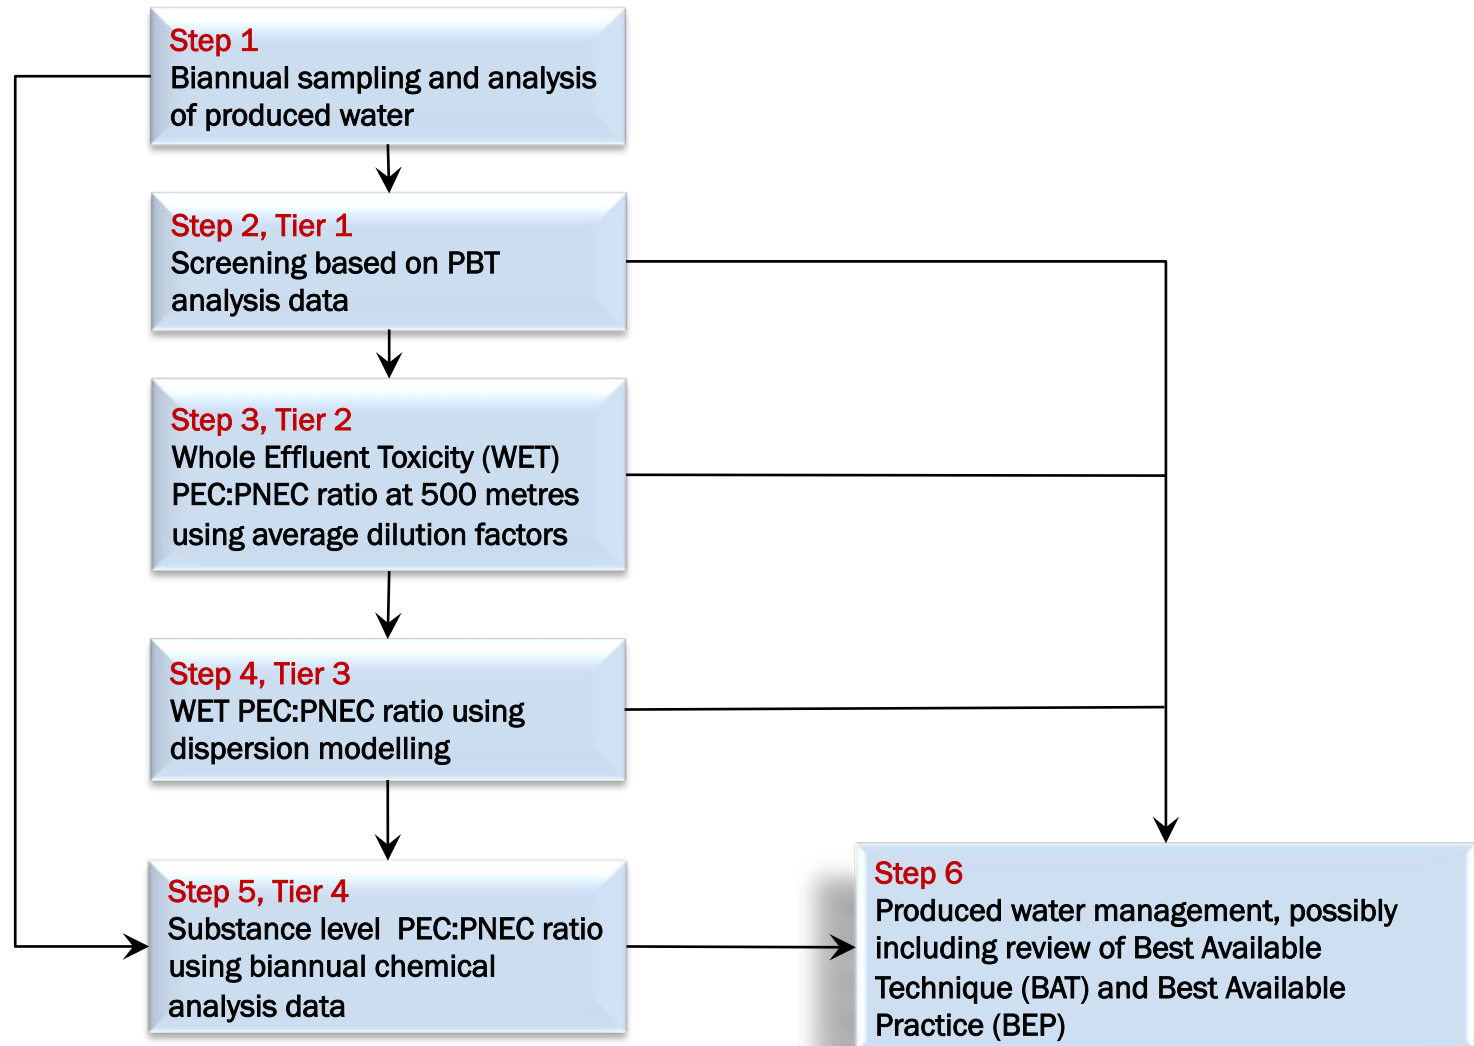 Step 1
Biannual sampling and analysis
of produced water
Step 2, Tier 1
Screening based on PBT
analysis data
Step 3, Tier 2
Whole Effluent Toxicity (WET)
PEC:PNEC ratio at 500 metres
using average dilution factors
Step 4, Tier 3
WET PEC:PNEC ratio using
dispersion modelling
Step 5, Tier 4
Substance level PEC:PNEC ratio
using biannual chemical
analysis data
Step 6
Produced water management, possibly
including review of Best Available
Technique (BAT) and Best Available
Practice (BEP)